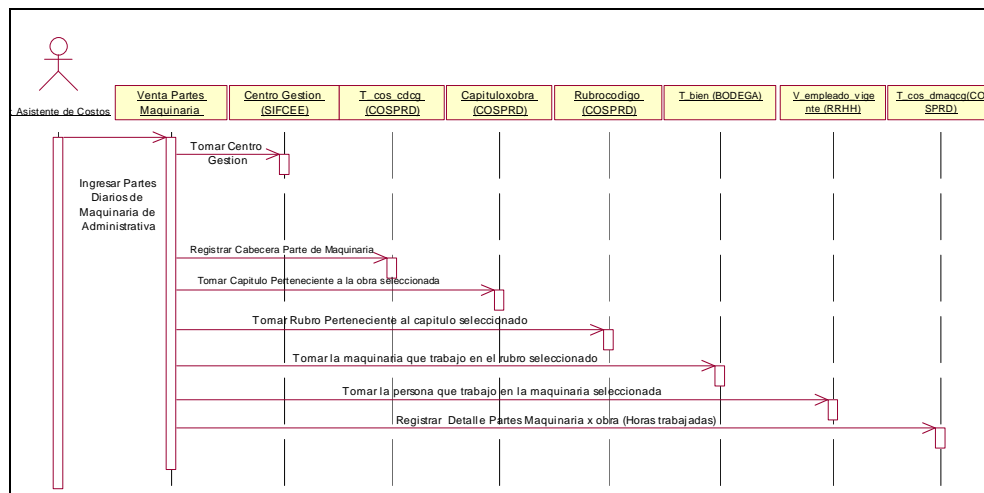 : Asistente de Costos
Venta Partes
Maquinaria
Centro Gestion
(SIFCEE)
T_cos_cdcg
(COSPRD)
Capituloxobra
(COSPRD)
Rubrocodigo
(COSPRD)
T_bien (BODEGA)
V_empleado_vige
nte (RRHH)
T_cos_dmaqcg(CO
SPRD)
Tomar Centro
Gestion
Ingresar Partes
Diarios de
Maquinaria de
Administrativa
Registrar Cabecera Parte de Maquinaria
Tomar Capitulo Perteneciente a la obra seleccionada
Tomar Rubro Perteneciente al capitulo seleccionado
Tomar la maquinaria que trabajo en el rubro seleccionado
Tomar la persona que trabajo en la maquinaria seleccionada
Registrar Detalle Partes Maquinaria x obra (Horas trabajadas)